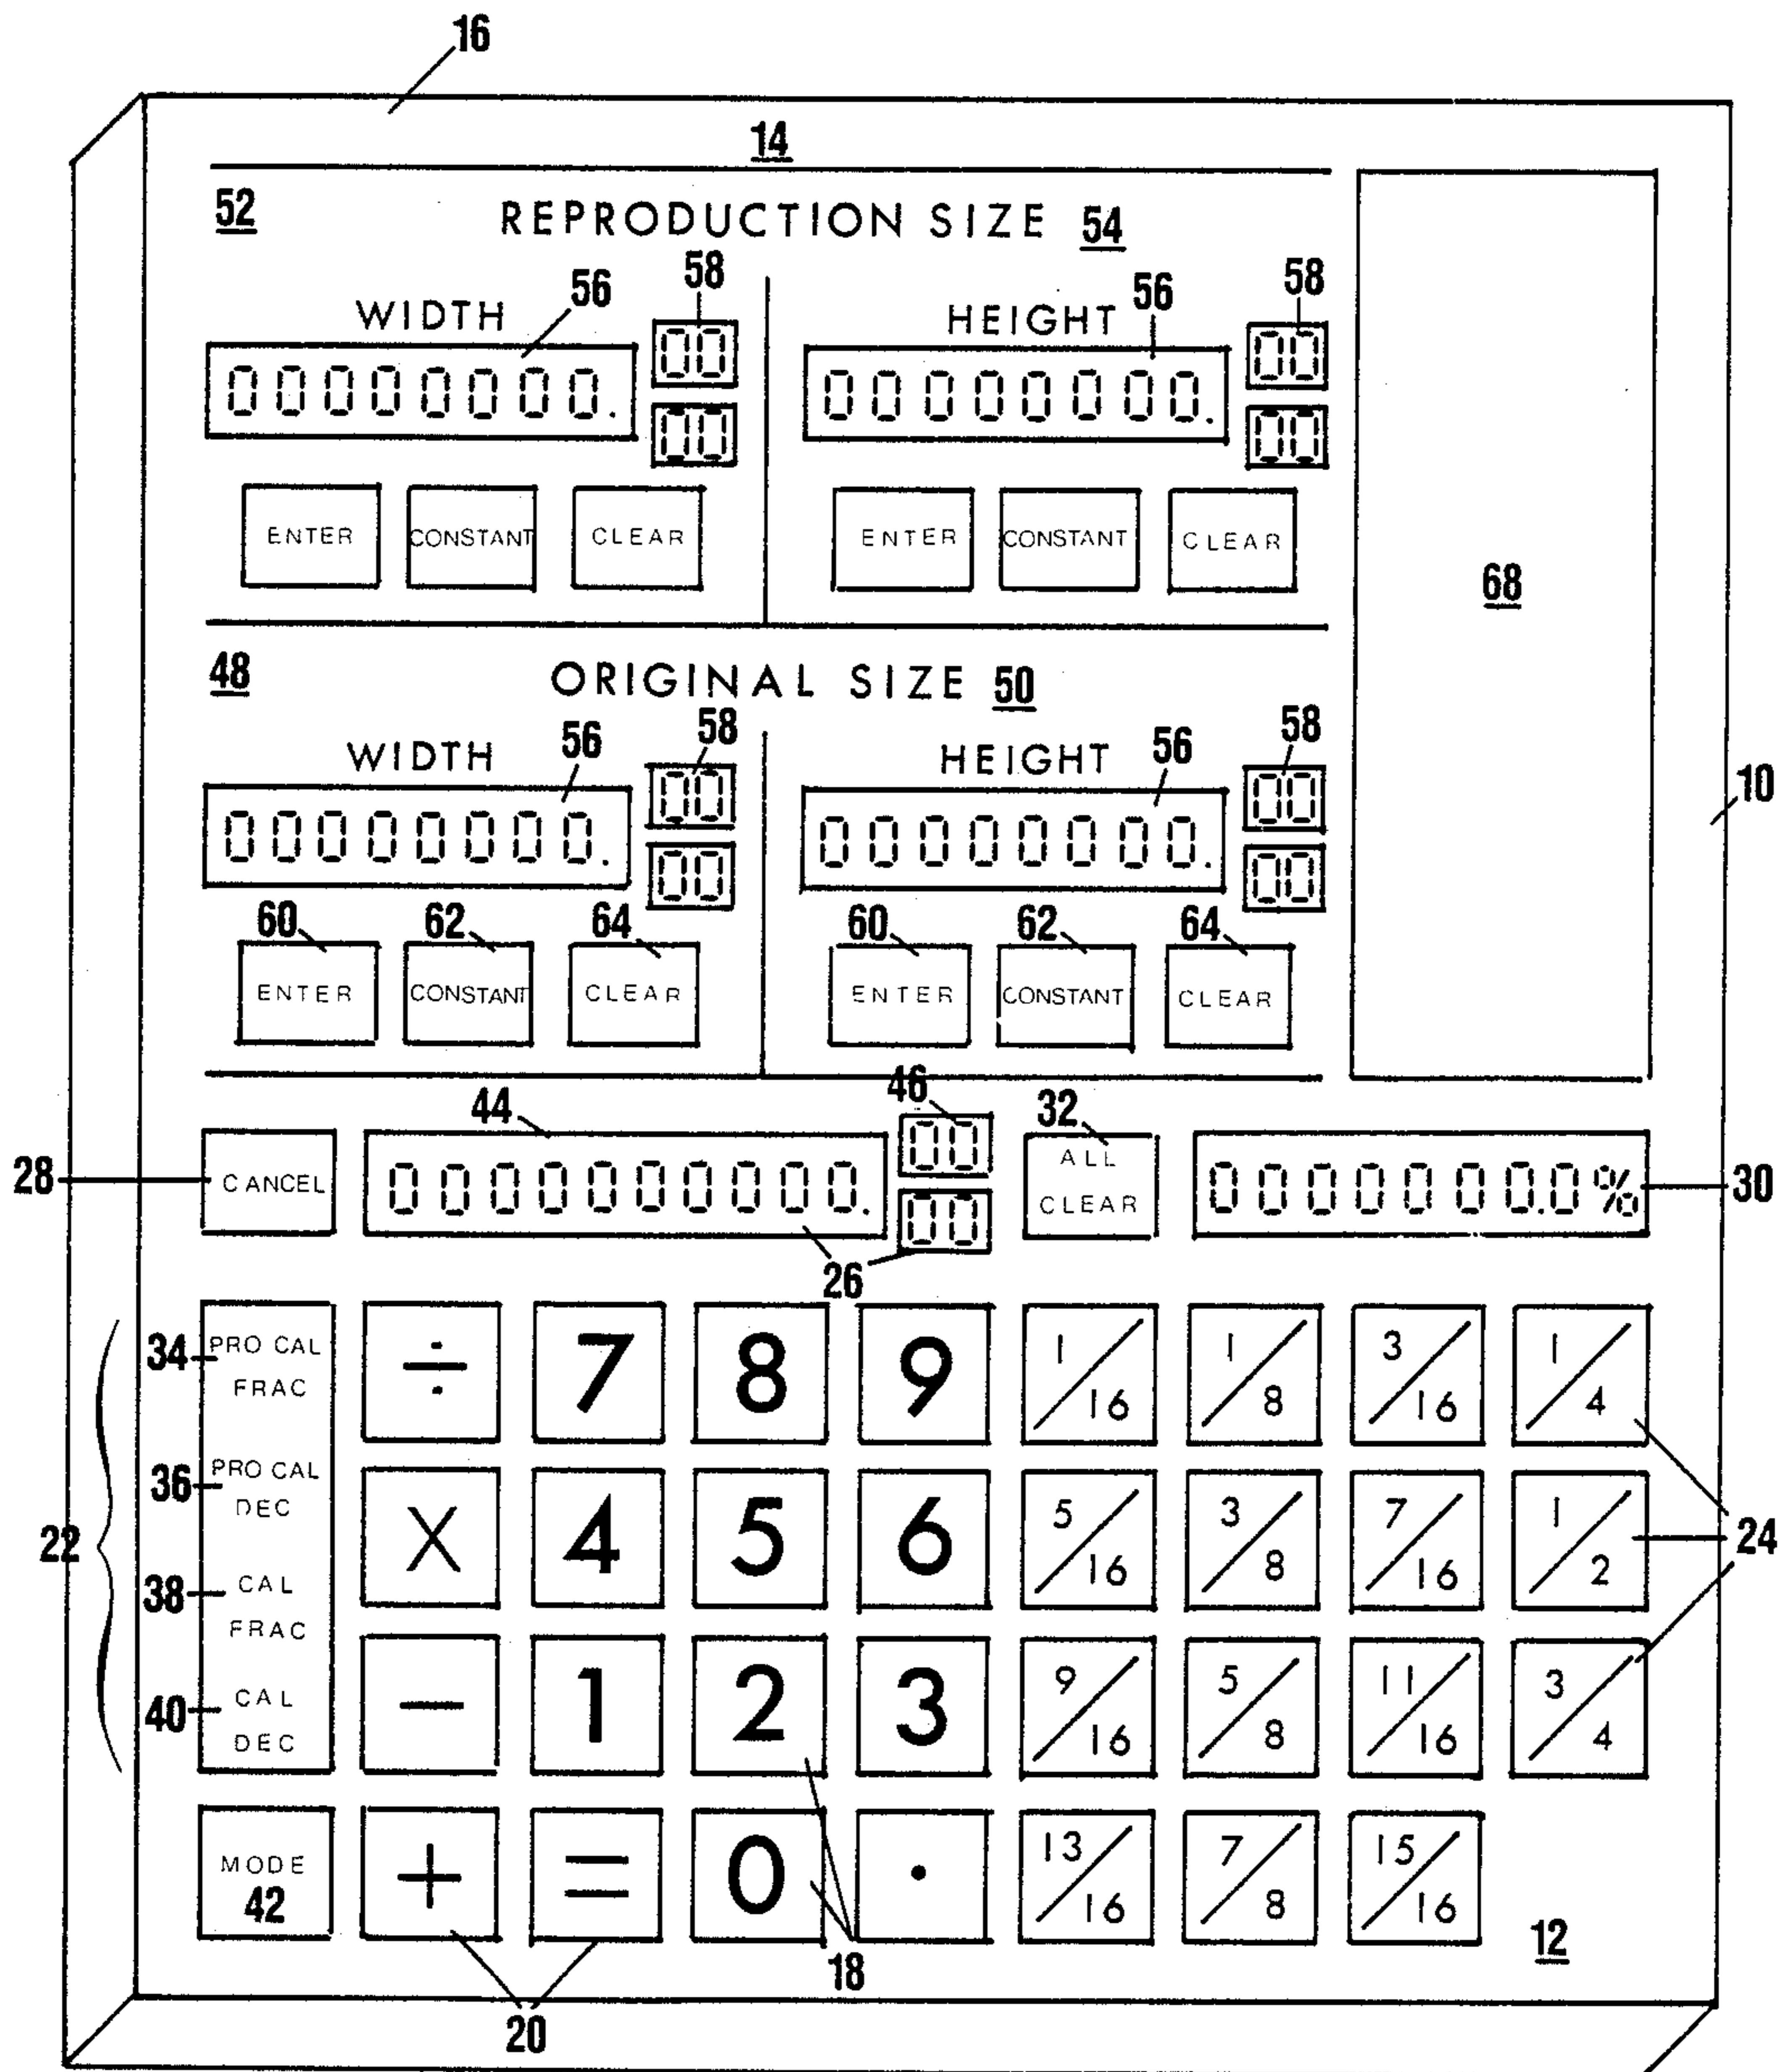 16
14
52 REPRODUCTION SIZE 54
WIDTH 56 58
00000000. 00
00
HEIGHT 56 58
00000000. 00
00
ENTER CONSTANT CLEAR
ENTER CONSTANT CLEAR
68
48 ORIGINAL SIZE 50
WIDTH 56 58
00000000. 00
00
HEIGHT 56 58
00000000. 00
00
10
60 62 64
ENTER CONSTANT CLEAR
60 62 64
ENTER CONSTANT CLEAR
44 46 32
28 CANCEL 0000000000. 00
00
ALL
CLEAR
0000000.0% 30
26
22
34 PRO CAL
FRAC
÷ 7 8 9 1/16 1/8 3/16 1/4
36 PRO CAL
DEC
X 4 5 6 5/16 3/8 7/16 1/2
24
38 CAL
FRAC
40 CAL
DEC
− 1 2 3 9/16 5/8 11/16 3/4
MODE
42
+ = 0 . 13/16 7/8 15/16
12
18
20